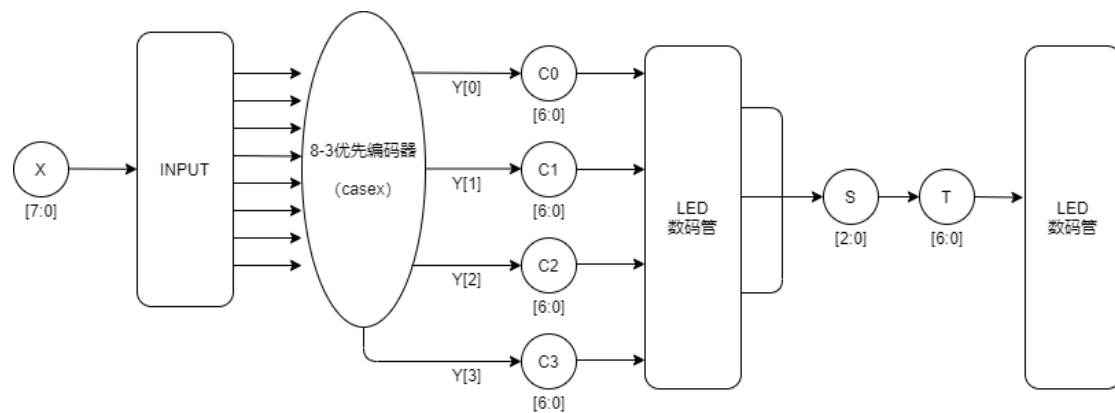 X
[7:0]
INPUT
8-3优先编码器
（casex）
Y[0]
Y[1]
Y[2]
Y[3]
C0
[6:0]
C1
[6:0]
C2
[6:0]
C3
[6:0]
LED
数码管
S
[2:0]
T
[6:0]
LED
数码管